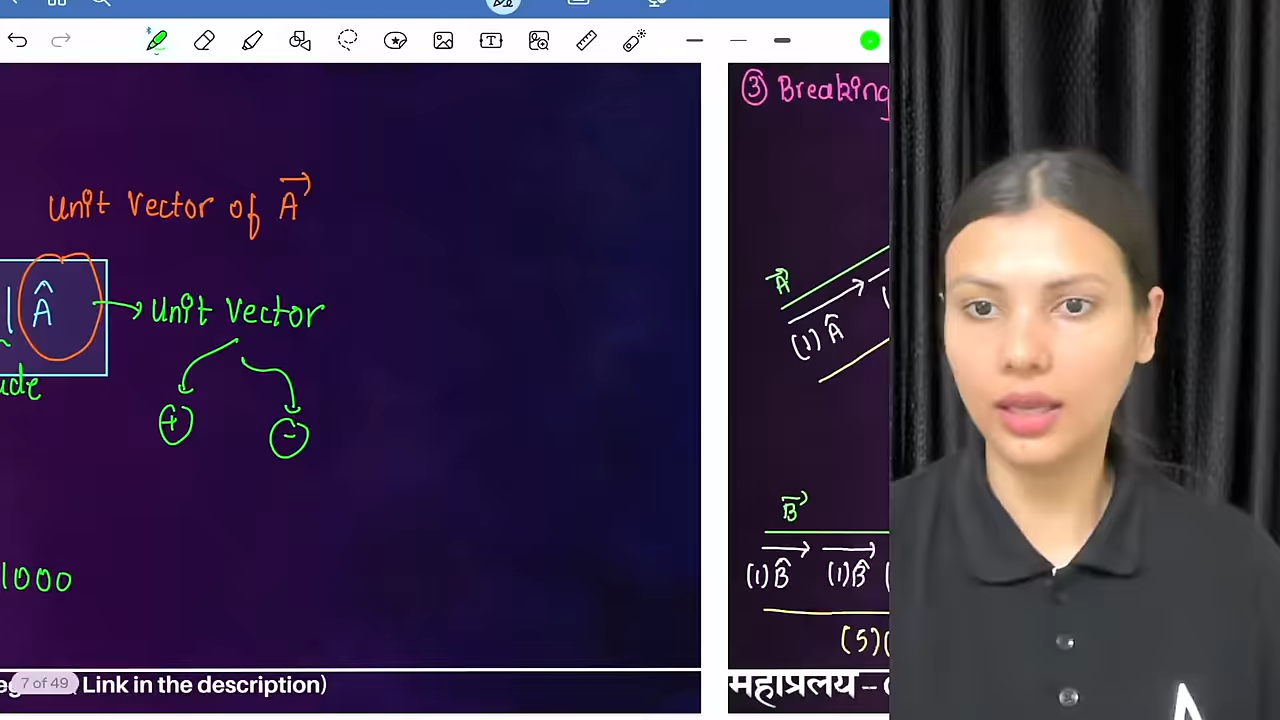 Unit Vector of A⃗
| Â → Unit Vector
ude
+ -
1000
7 of 49
Link in the description)
③ Breaking
A⃗
(1) Â
B⃗
(1) B̂ (1) B̂ (
(5)(
महाप्रलय -